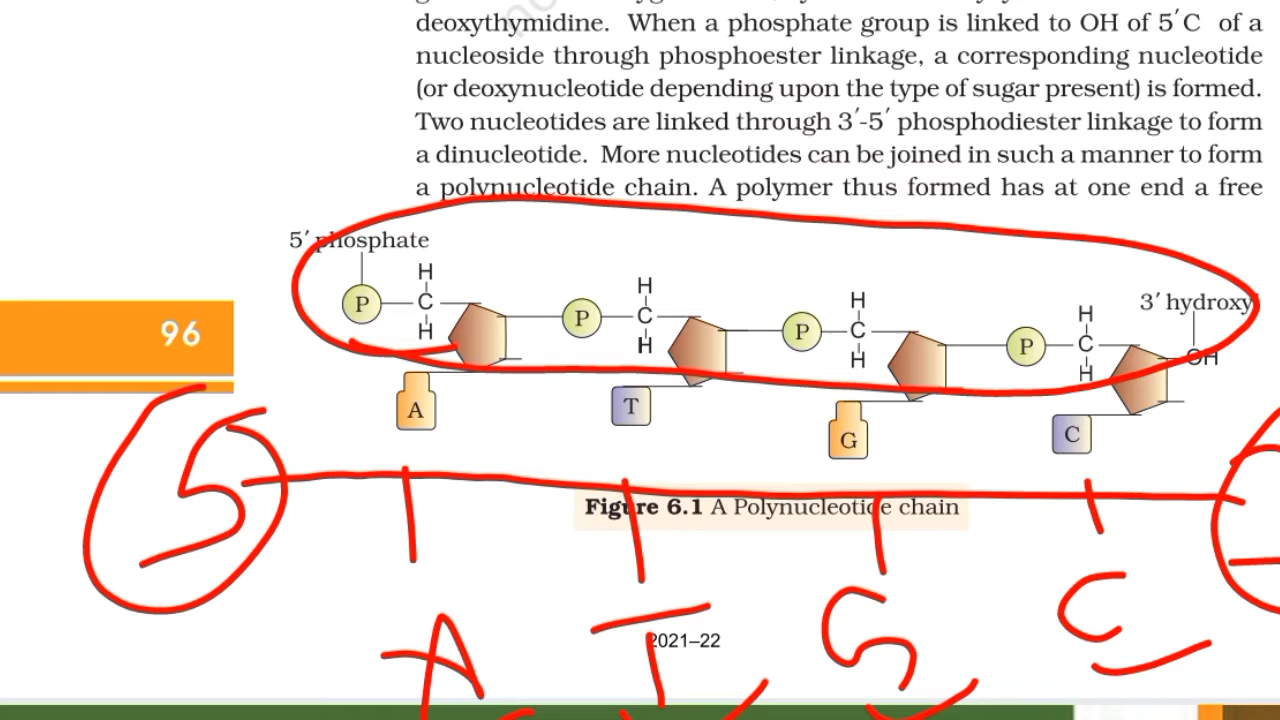 deoxythymidine. When a phosphate group is linked to OH of 5′C of a
nucleoside through phosphoester linkage, a corresponding nucleotide
(or deoxynucleotide depending upon the type of sugar present) is formed.
Two nucleotides are linked through 3′-5′ phosphodiester linkage to form
a dinucleotide. More nucleotides can be joined in such a manner to form
a polynucleotide chain. A polymer thus formed has at one end a free
5′ phosphate
H H H H
P C P C P C P C
H H H H
3′ hydroxy
OH
96
A T G C
5
Figure 6.1 A Polynucleotide chain
A T G C
2021–22